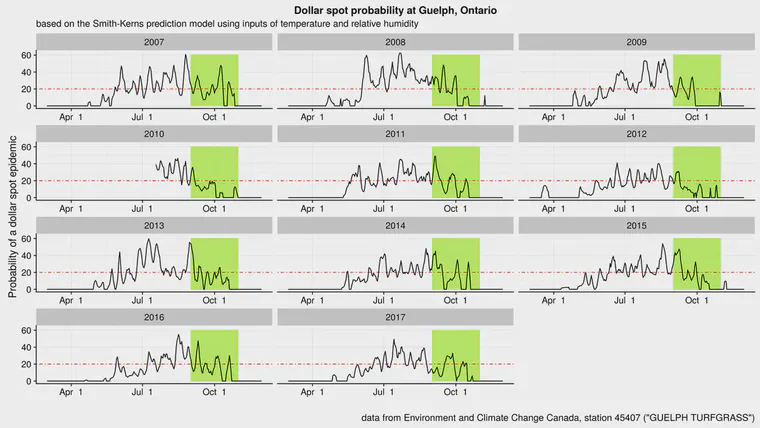 Dollar spot probability at Guelph, Ontario
based on the Smith-Kerns prediction model using inputs of temperature and relative humidity
2007 2008 2009
60
40
20
0
Apr 1 Jul 1 Oct 1 Apr 1 Jul 1 Oct 1 Apr 1 Jul 1 Oct 1
2010 2011 2012
60
40
20
0
Apr 1 Jul 1 Oct 1 Apr 1 Jul 1 Oct 1 Apr 1 Jul 1 Oct 1
Probability of a dollar spot epidemic
2013 2014 2015
60
40
20
0
Apr 1 Jul 1 Oct 1 Apr 1 Jul 1 Oct 1 Apr 1 Jul 1 Oct 1
2016 2017
60
40
20
0
Apr 1 Jul 1 Oct 1 Apr 1 Jul 1 Oct 1
data from Environment and Climate Change Canada, station 45407 ("GUELPH TURFGRASS")